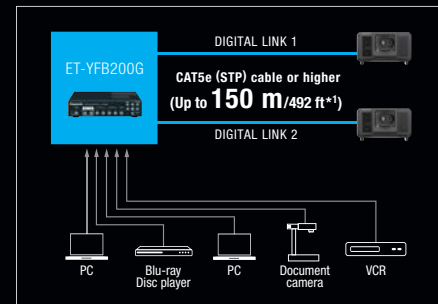 DIGITAL LINK 1
ET-YFB200G
CAT5e (STP) cable or higher
(Up to 150 m/492 ft*1)
DIGITAL LINK 2
PC
Blu-ray
Disc player
PC
Document
camera
VCR